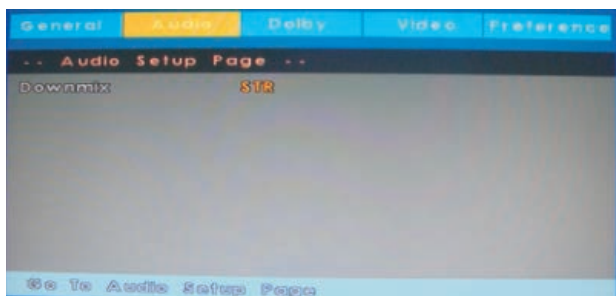 General Audio Dolby Video Preference
-- Audio Setup Page --
Downmix STR
Go To Audio Setup Page